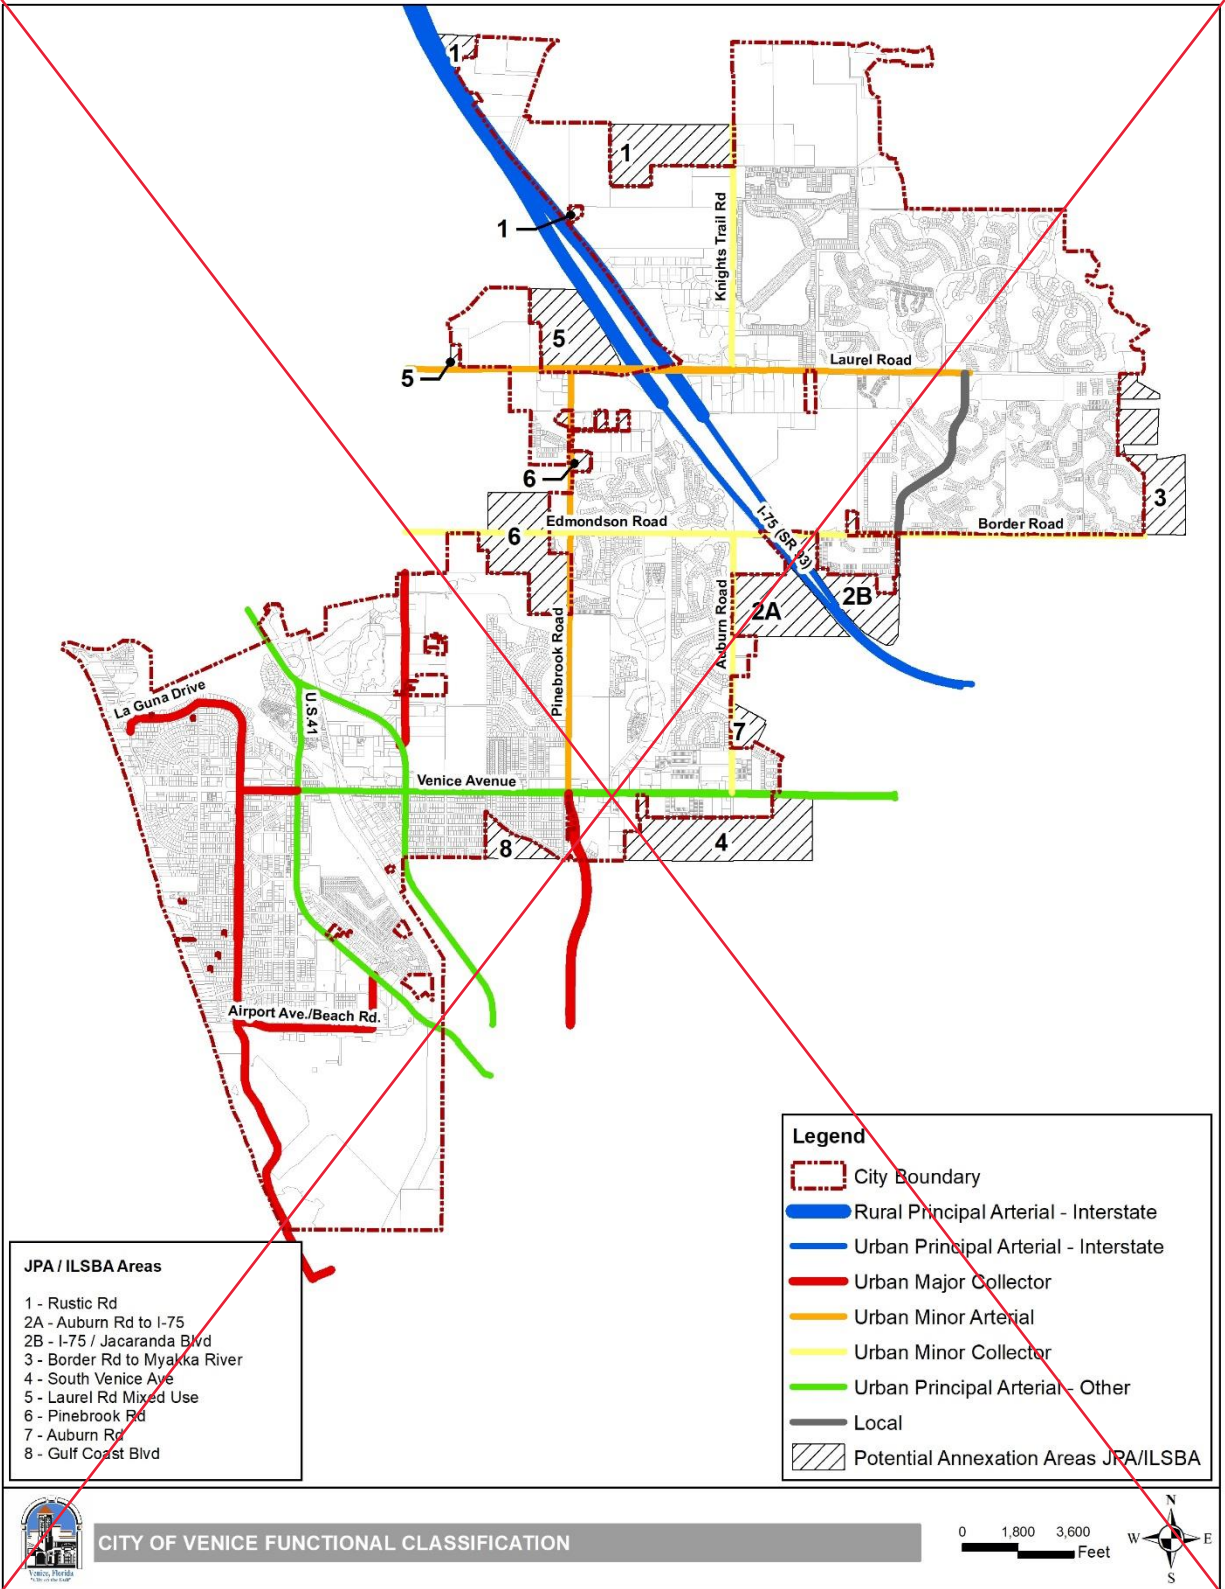 1
1
1
Knights Trail Rd
5
Laurel Road
5
6
3
I-75 (SR 93)
Edmondson Road
Border Road
6
2A
2B
Auburn Road
Pinebrook Road
La Guna Drive
U.S.41
7
Venice Avenue
8
4
Airport Ave./Beach Rd.
Legend
City Boundary
Rural Principal Arterial - Interstate
Urban Principal Arterial - Interstate
Urban Major Collector
Urban Minor Arterial
Urban Minor Collector
Urban Principal Arterial - Other
Local
Potential Annexation Areas JPA/ILSBA
JPA / ILSBA Areas
1 - Rustic Rd
2A - Auburn Rd to I-75
2B - I-75 / Jacaranda Blvd
3 - Border Rd to Myakka River
4 - South Venice Ave
5 - Laurel Rd Mixed Use
6 - Pinebrook Rd
7 - Auburn Rd
8 - Gulf Coast Blvd
Venice, Florida
"City on the Gulf"
CITY OF VENICE FUNCTIONAL CLASSIFICATION
0 1,800 3,600
Feet
N
W E
S